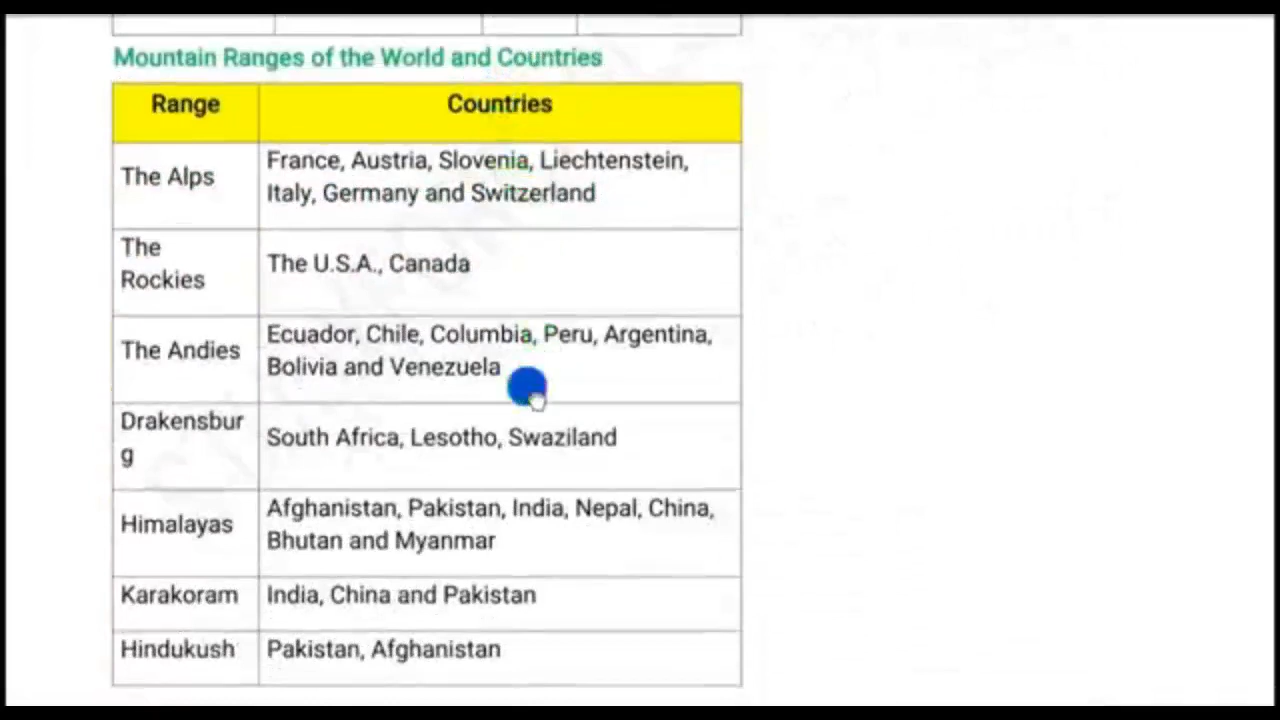 Mountain Ranges of the World and Countries
Range
Countries
The Alps
France, Austria, Slovenia, Liechtenstein,
Italy, Germany and Switzerland
The
Rockies
The U.S.A., Canada
The Andies
Ecuador, Chile, Columbia, Peru, Argentina,
Bolivia and Venezuela
Drakensbur
g
South Africa, Lesotho, Swaziland
Himalayas
Afghanistan, Pakistan, India, Nepal, China,
Bhutan and Myanmar
Karakoram
India, China and Pakistan
Hindukush
Pakistan, Afghanistan